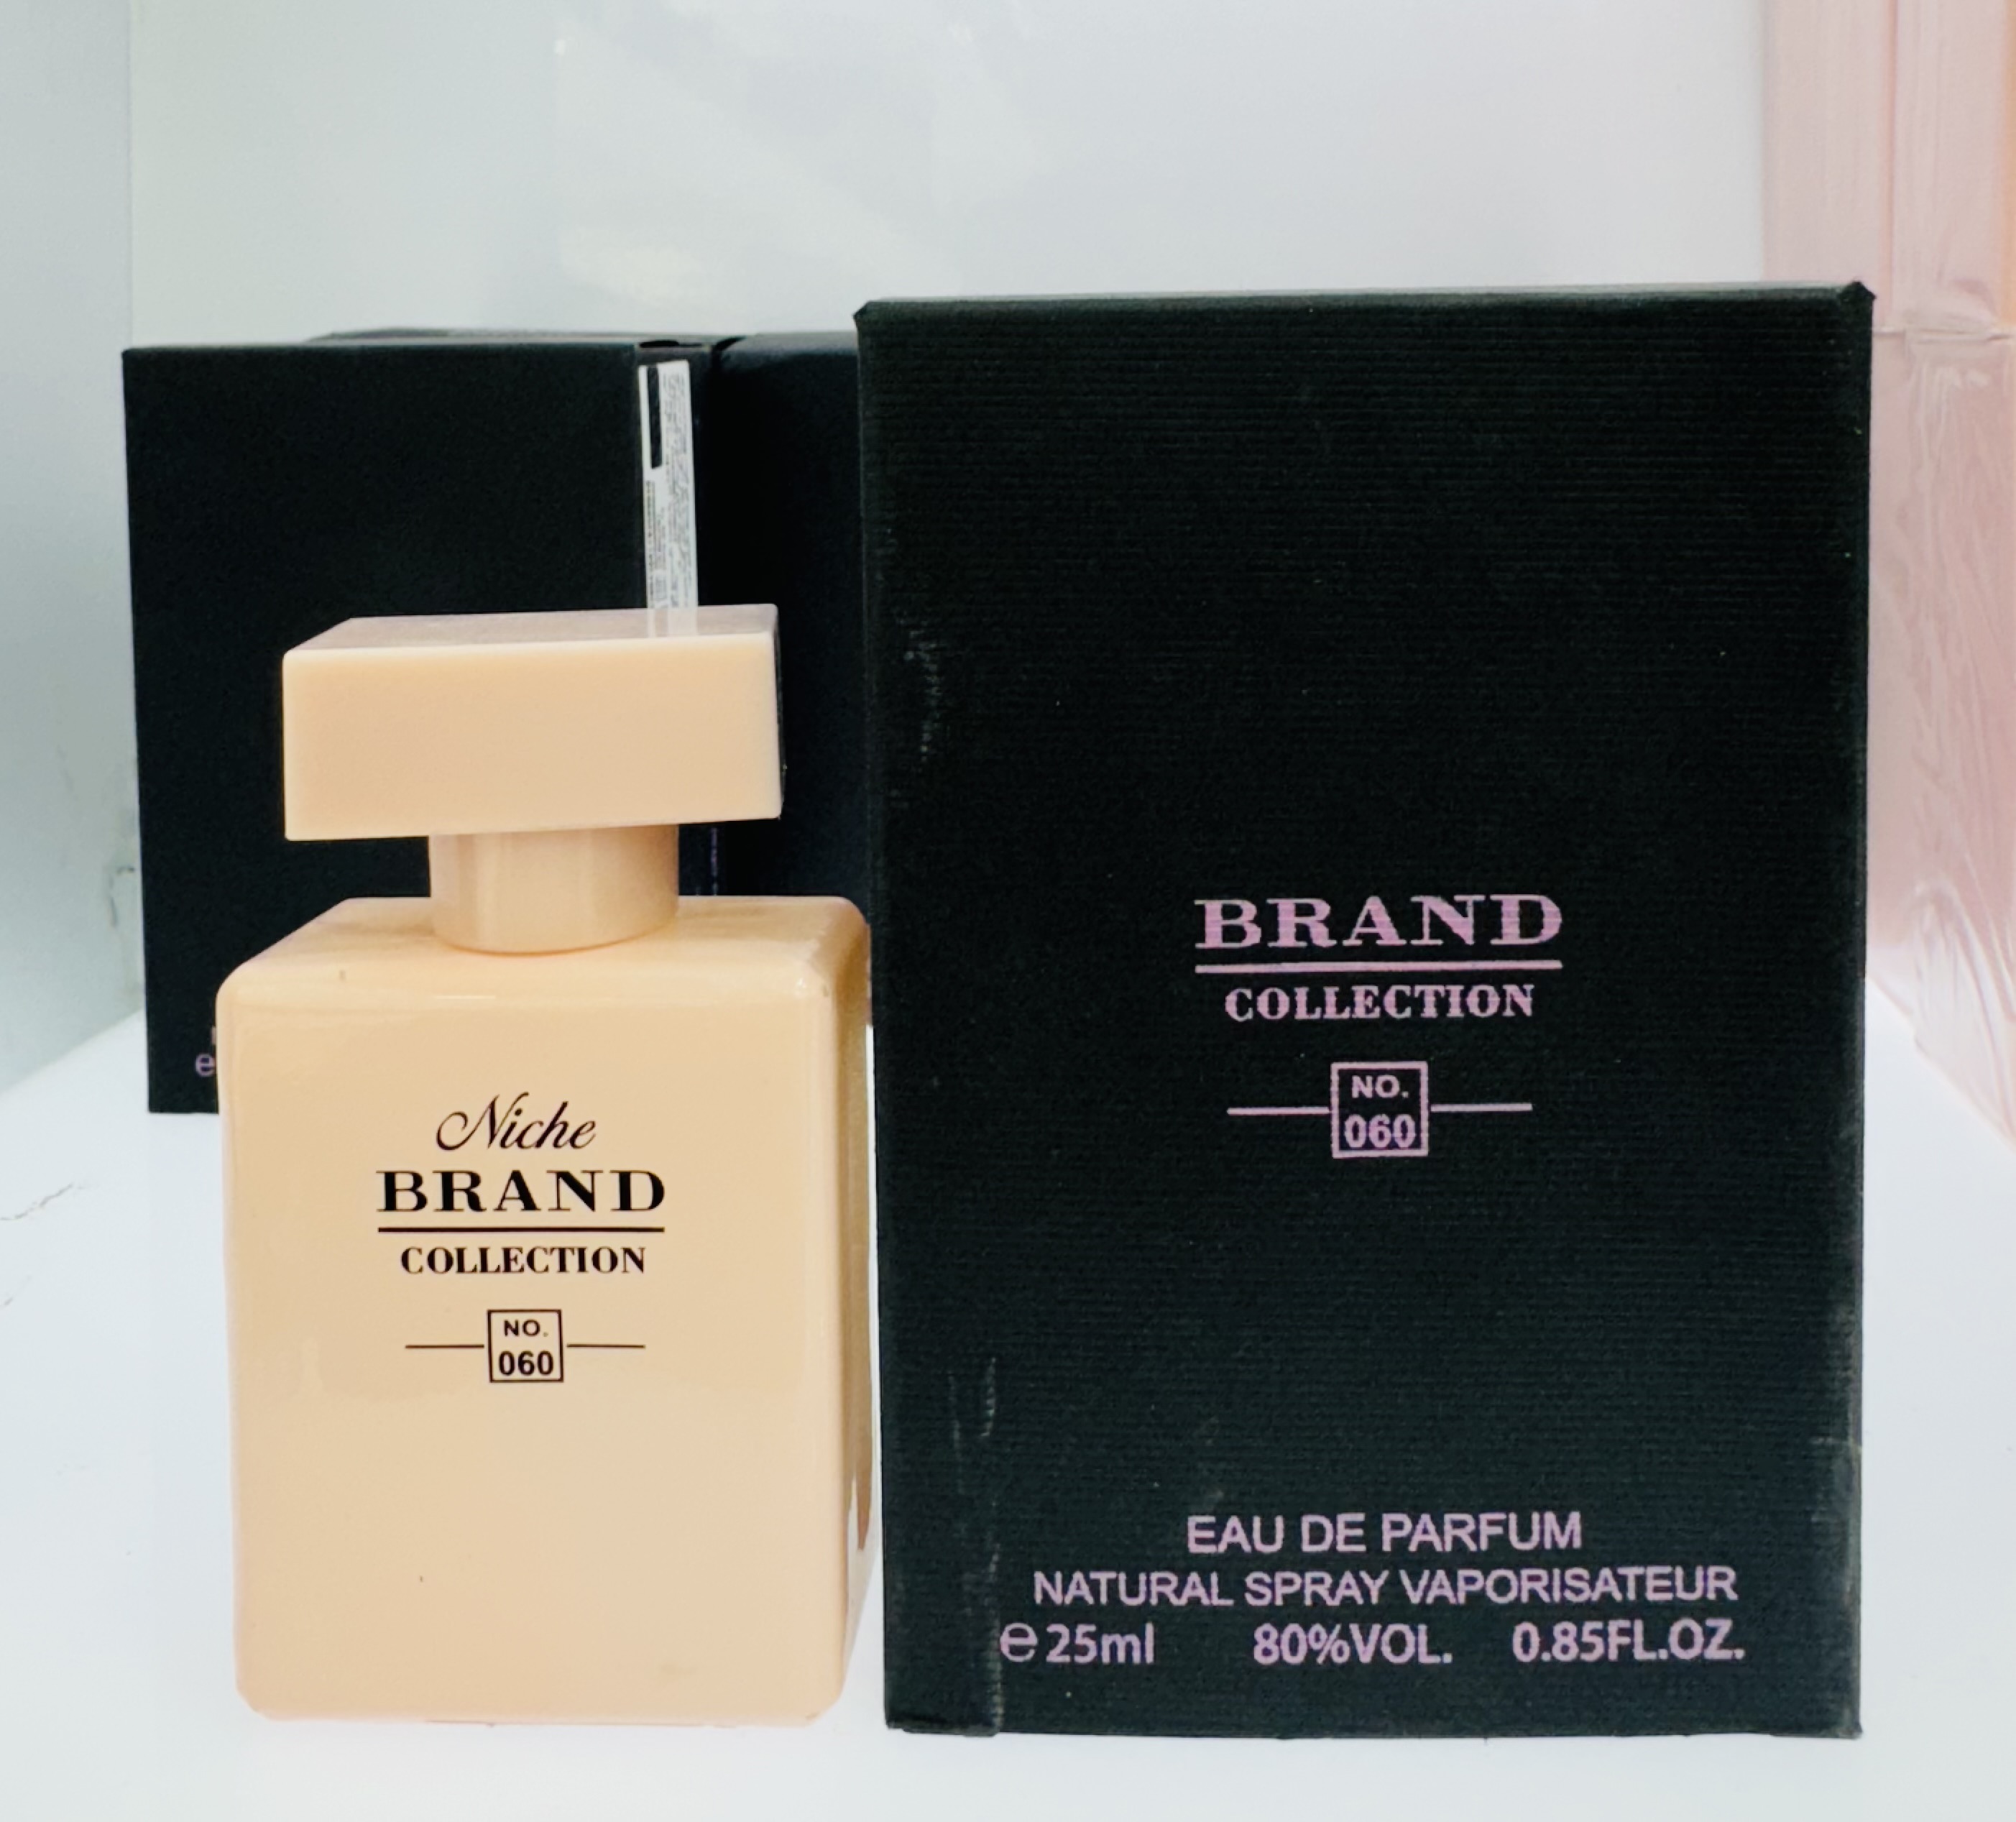 Niche
BRAND
COLLECTION
NO.
060
BRAND
COLLECTION
NO.
060
EAU DE PARFUM
NATURAL SPRAY VAPORISATEUR
℮25ml 80%VOL. 0.85FL.OZ.
℮